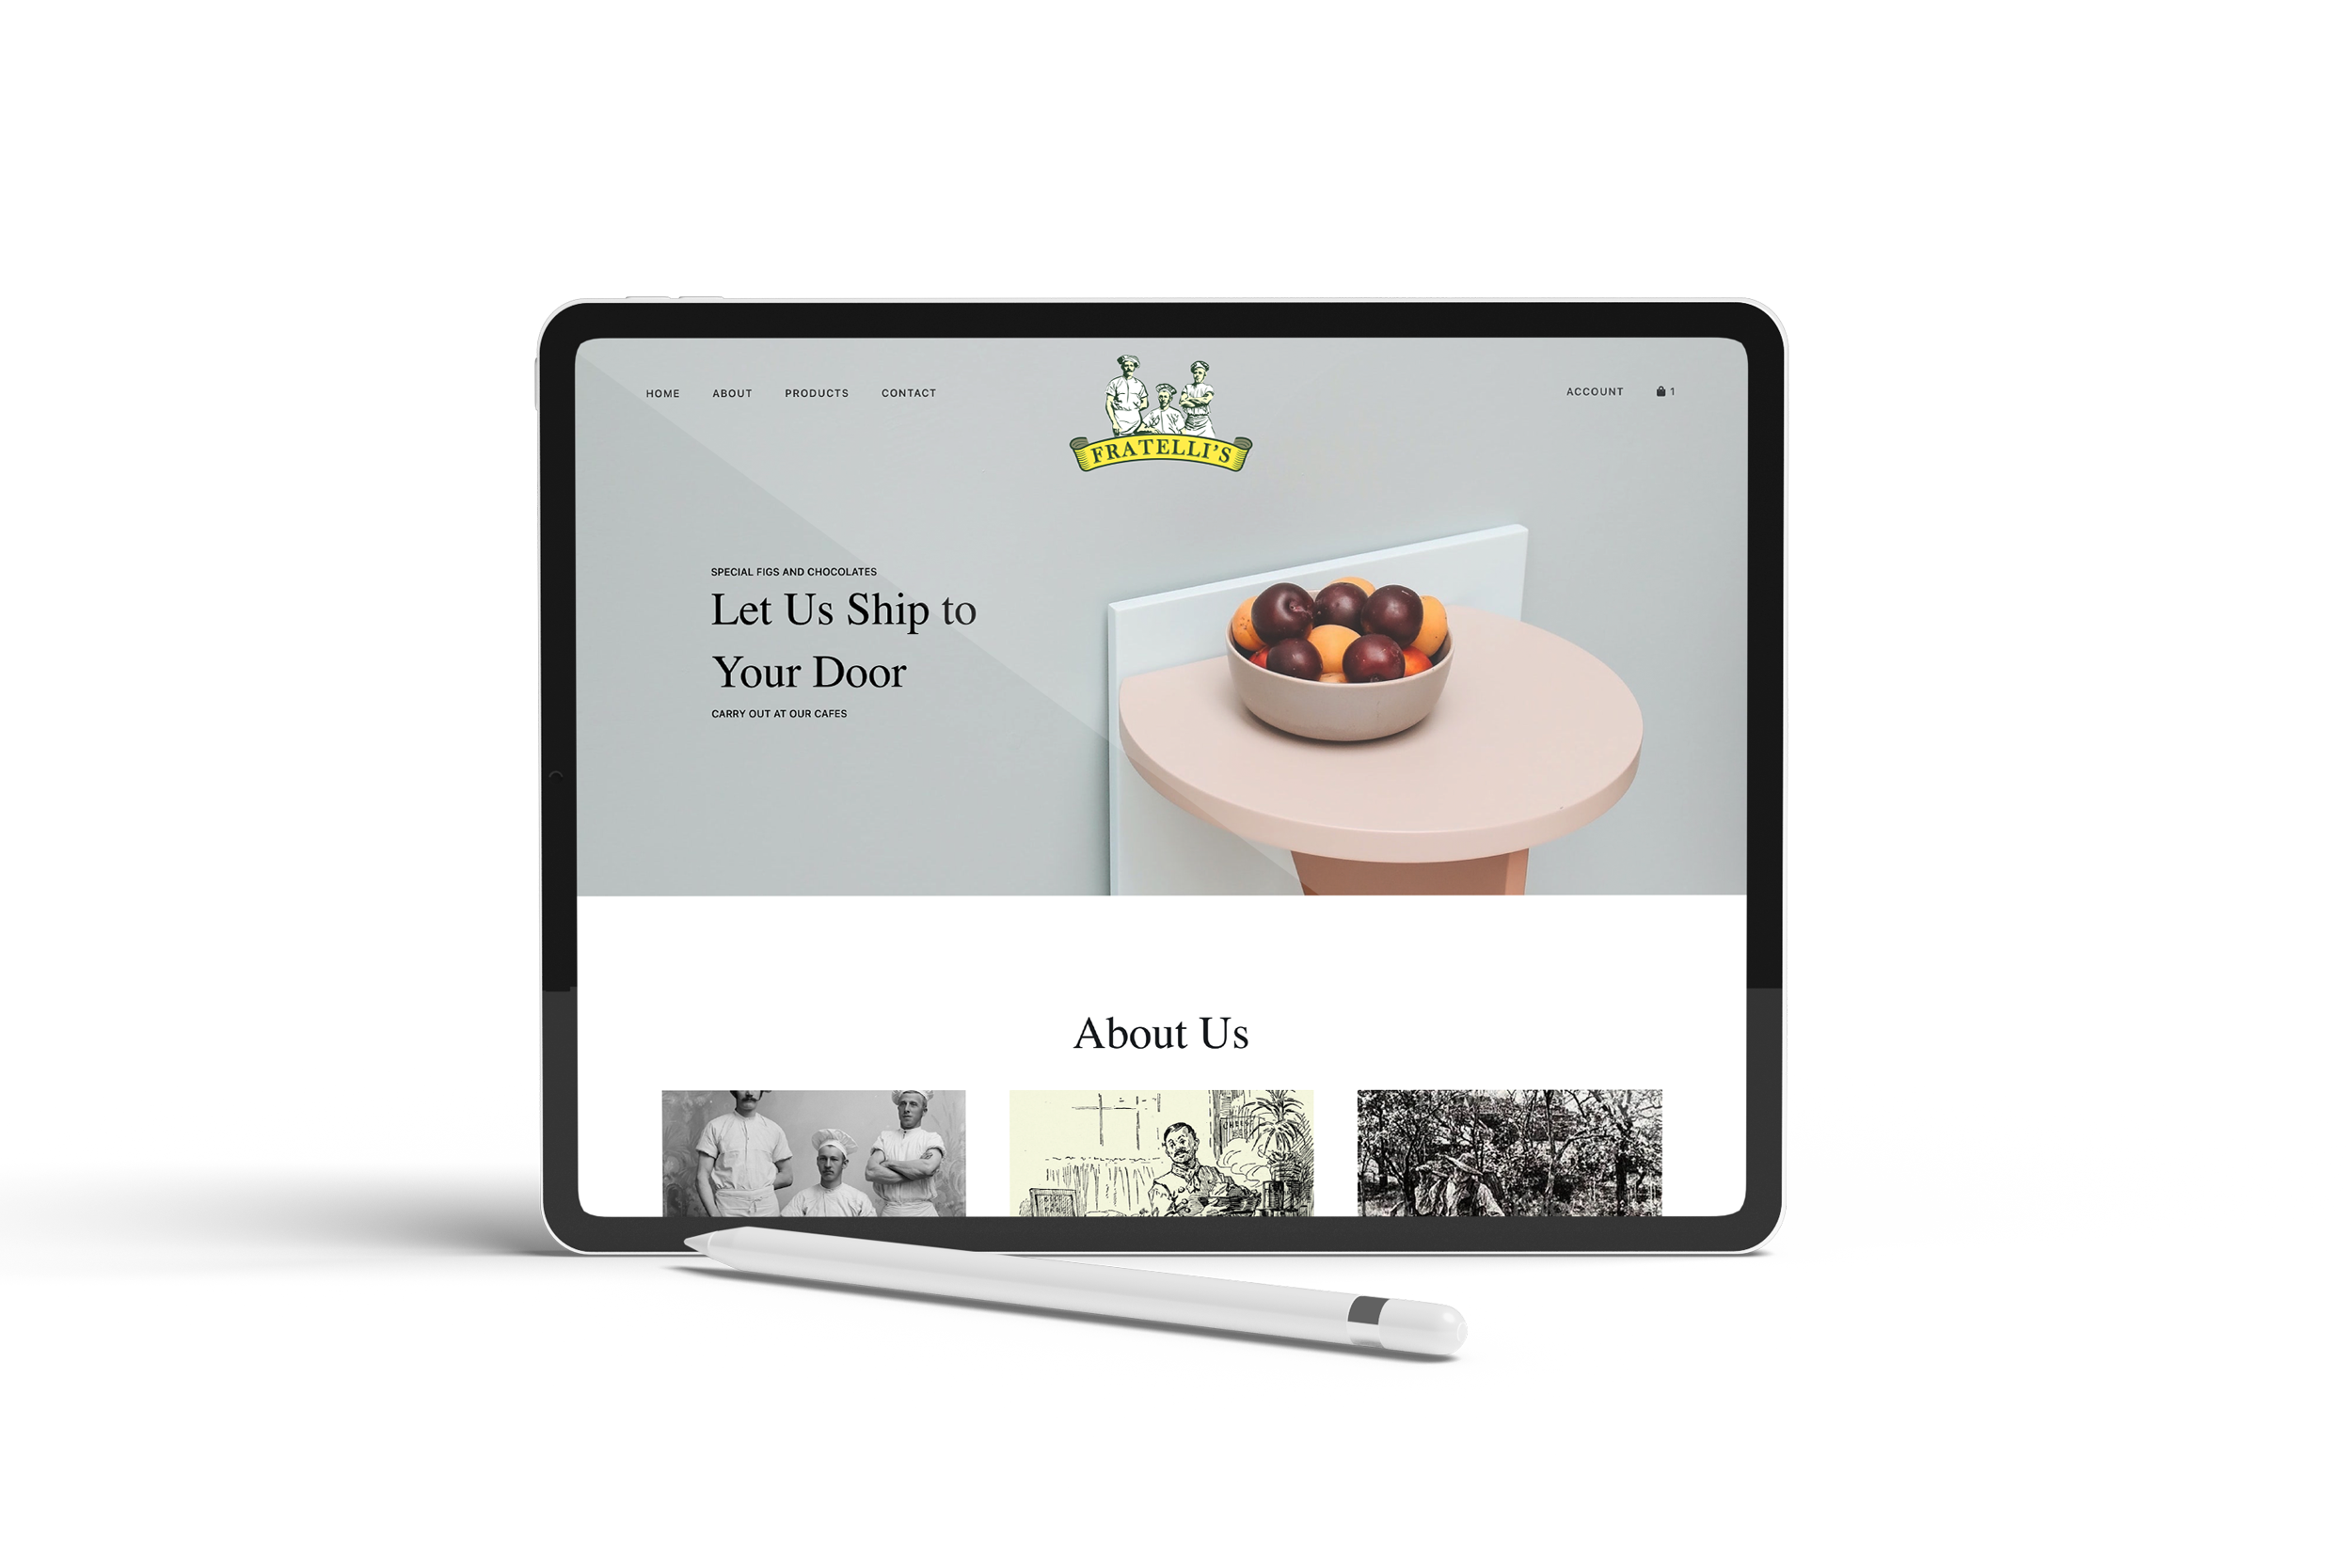 HOME ABOUT PRODUCTS CONTACT
FRATELLI'S
ACCOUNT 1
SPECIAL FIGS AND CHOCOLATES
Let Us Ship to
Your Door
CARRY OUT AT OUR CAFES
About Us